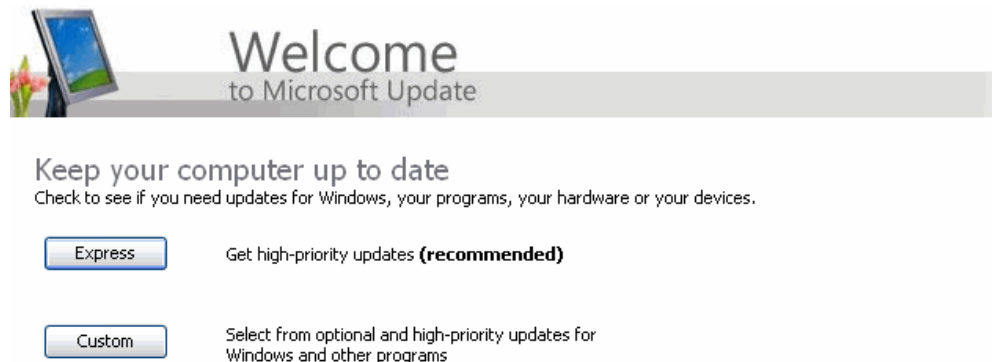 Welcome
to Microsoft Update
Keep your computer up to date
Check to see if you need updates for Windows, your programs, your hardware or your devices.
Express
Get high-priority updates (recommended)
Custom
Select from optional and high-priority updates for
Windows and other programs